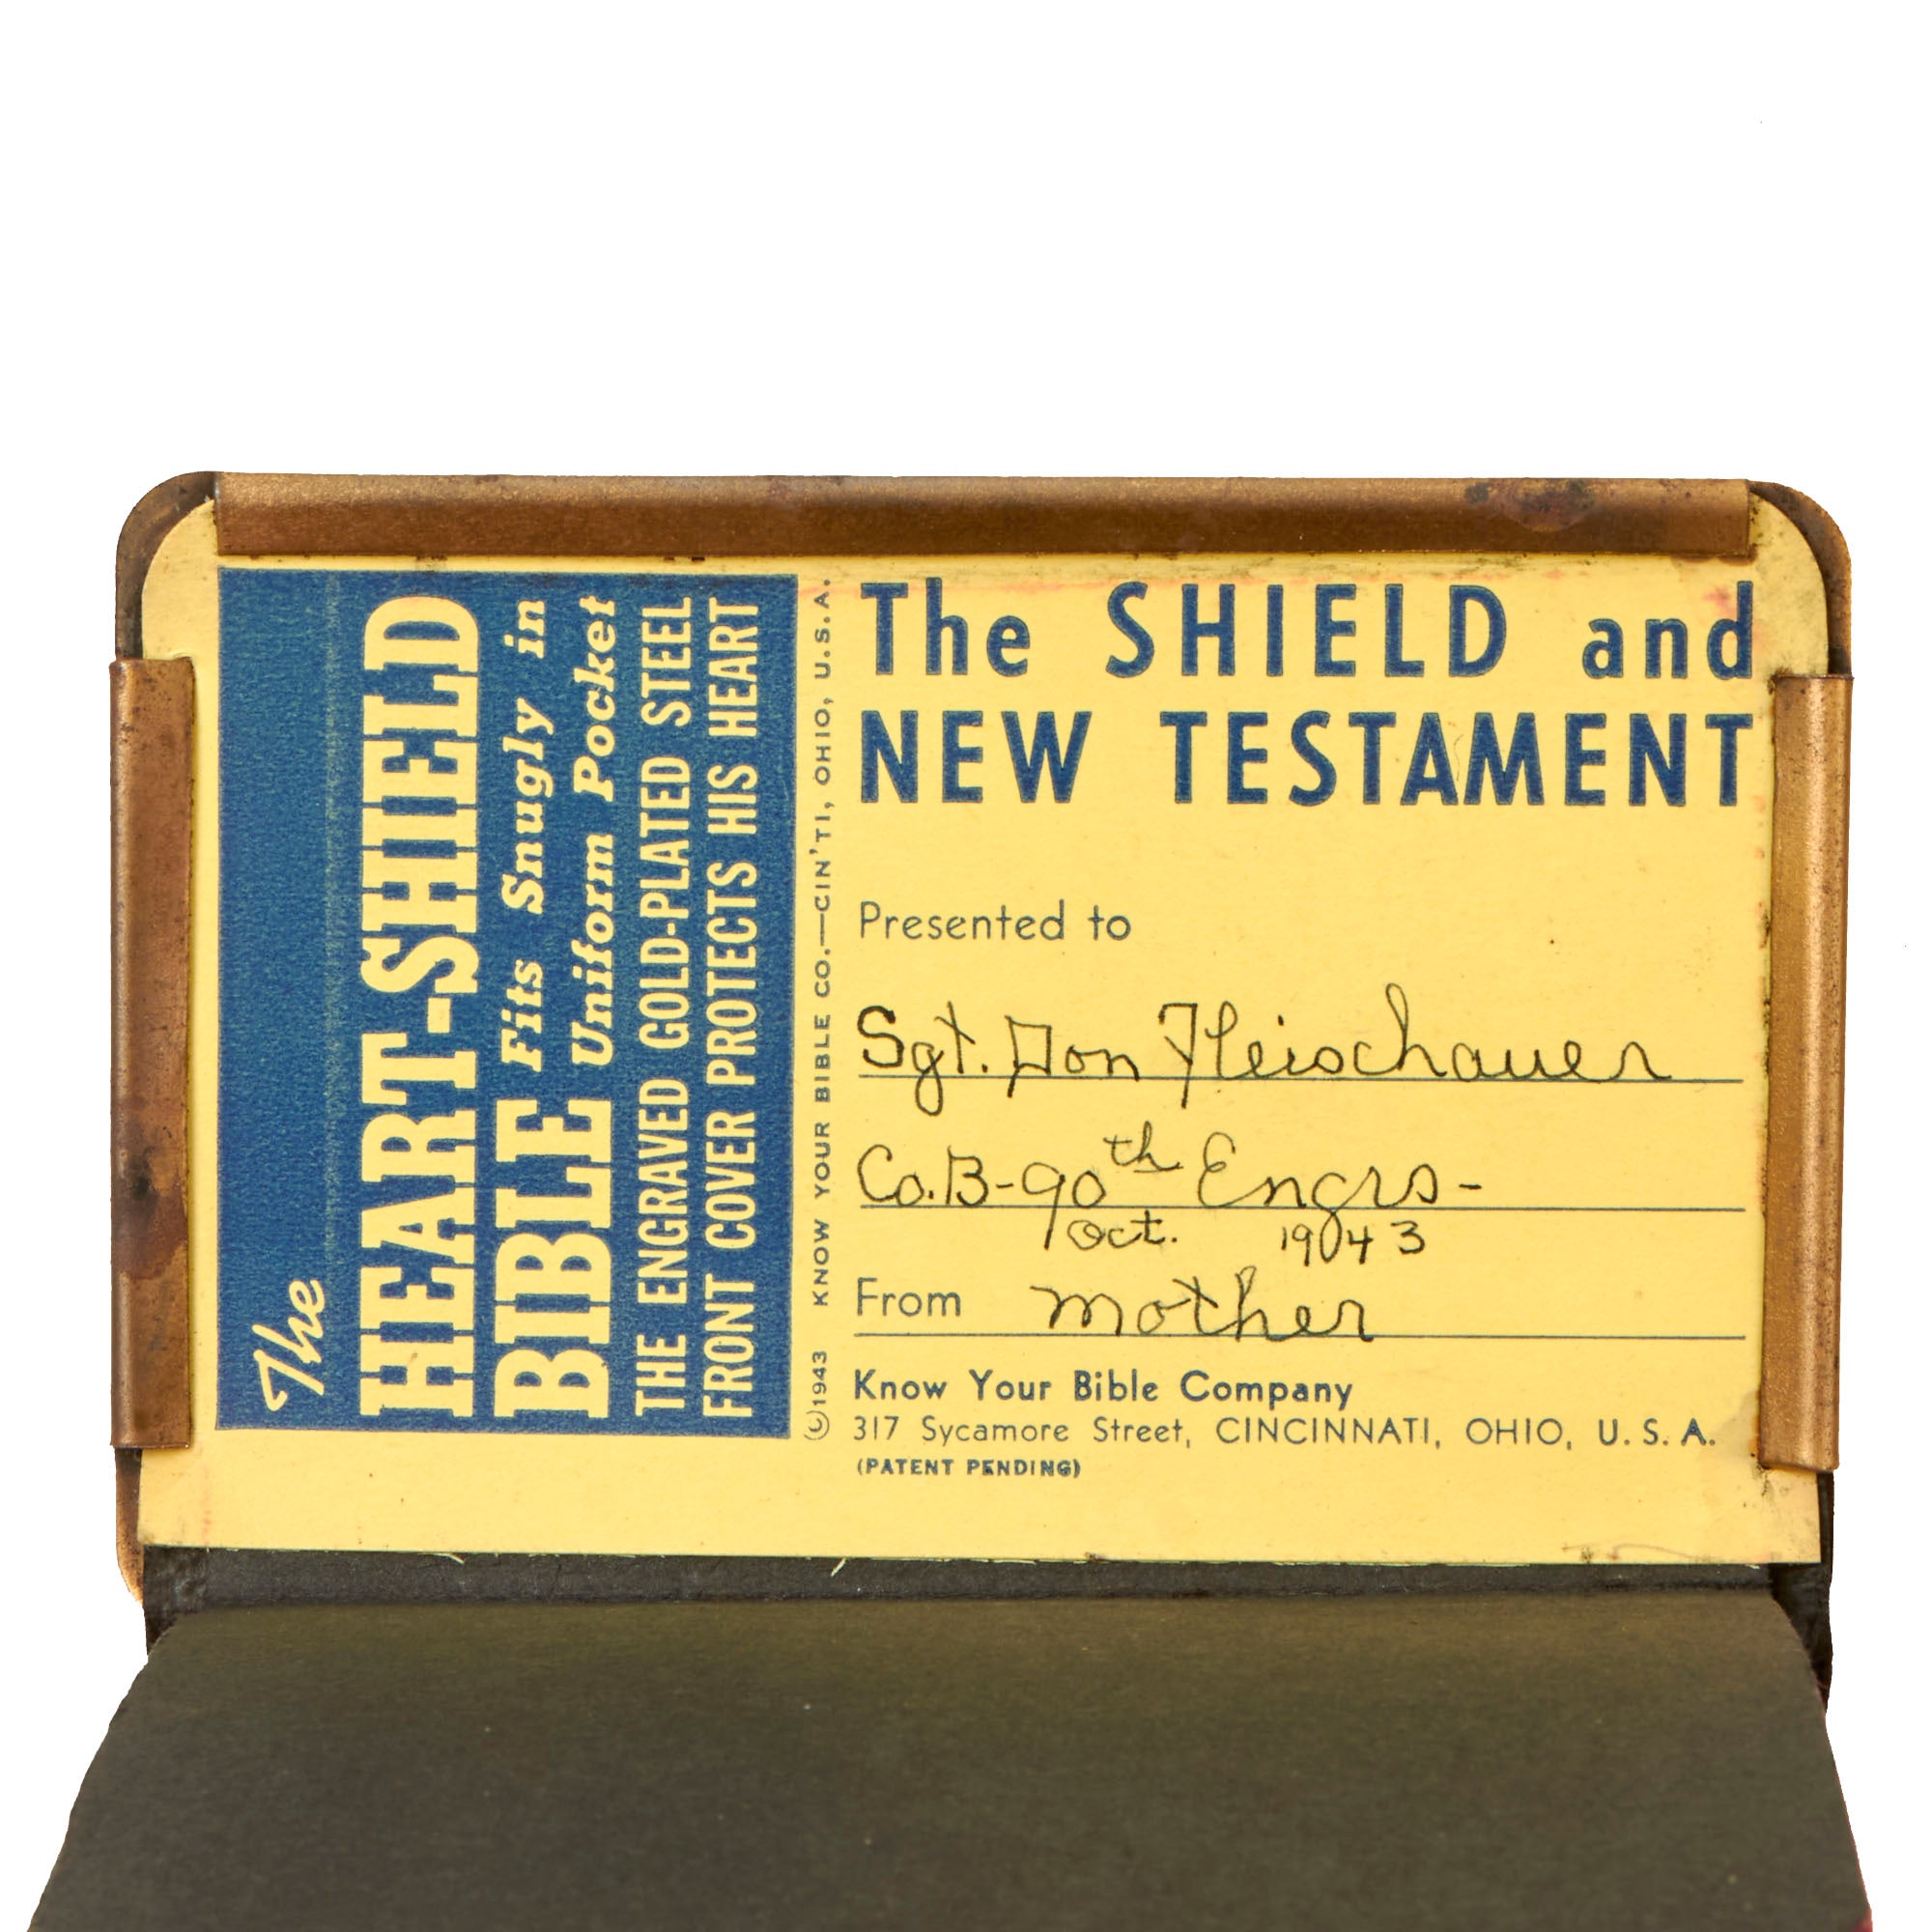 The
HEART-SHIELD
BIBLE Fits Snugly in
Uniform Pocket
THE ENGRAVED GOLD-PLATED STEEL
FRONT COVER PROTECTS HIS HEART
©1943 KNOW YOUR BIBLE CO.—CIN'TI, OHIO, U.S.A.
The SHIELD and
NEW TESTAMENT
Presented to
Sgt. Don Fleischauer
Co. B-90th Engrs-
Oct. 1943
From Mother
Know Your Bible Company
317 Sycamore Street, CINCINNATI, OHIO, U.S.A.
(PATENT PENDING)